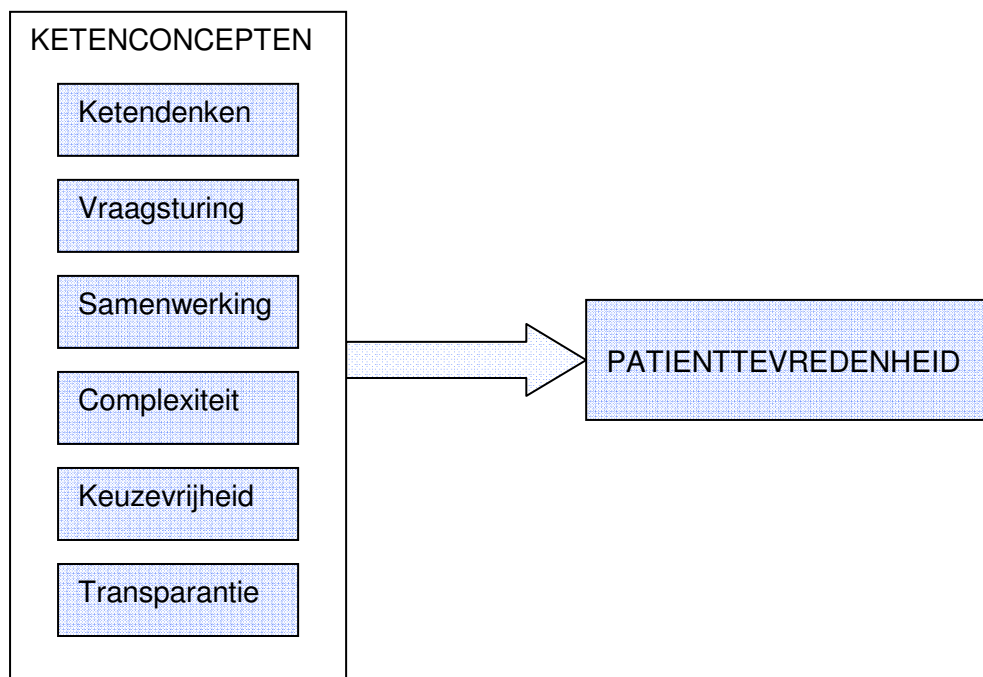 KETENCONCEPTEN
Ketendenken
Vraagsturing
Samenwerking
Complexiteit
Keuzevrijheid
Transparantie
PATIENTTEVREDENHEID